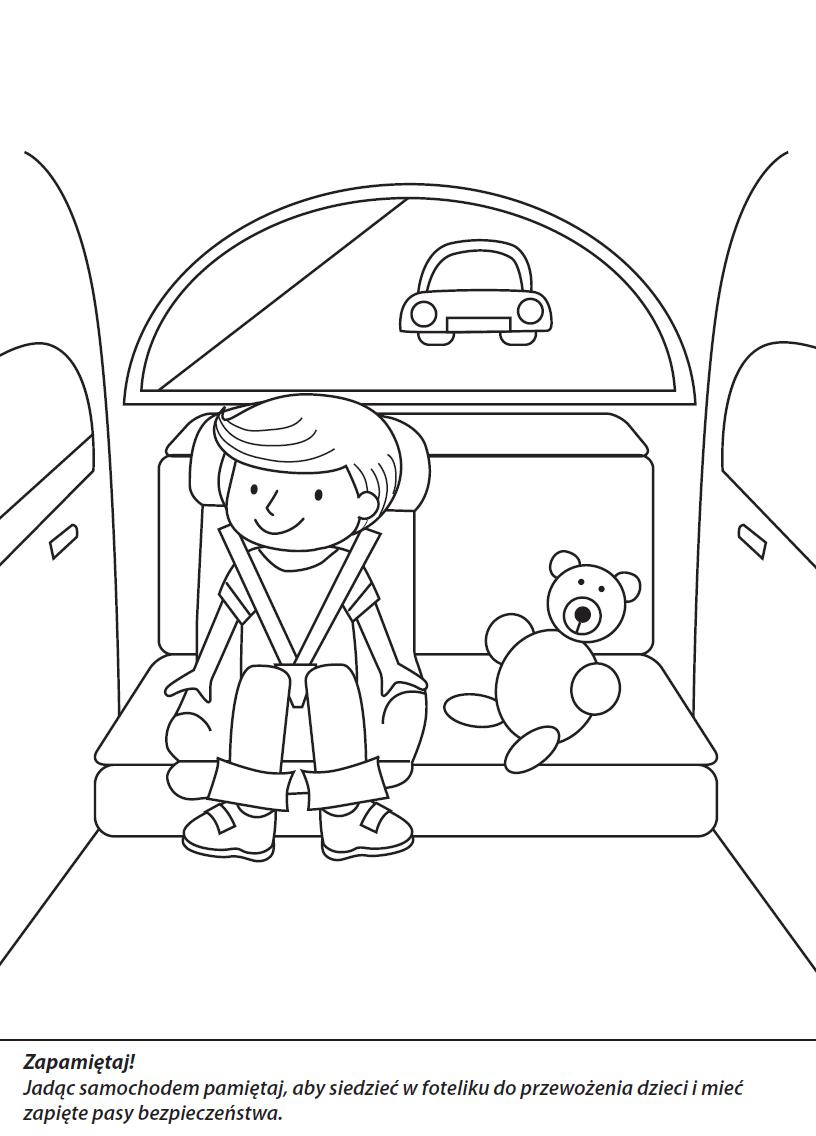 Zapamiętaj!
Jadąc samochodem pamiętaj, aby siedzieć w foteliku do przewożenia dzieci i mieć
zapięte pasy bezpieczeństwa.